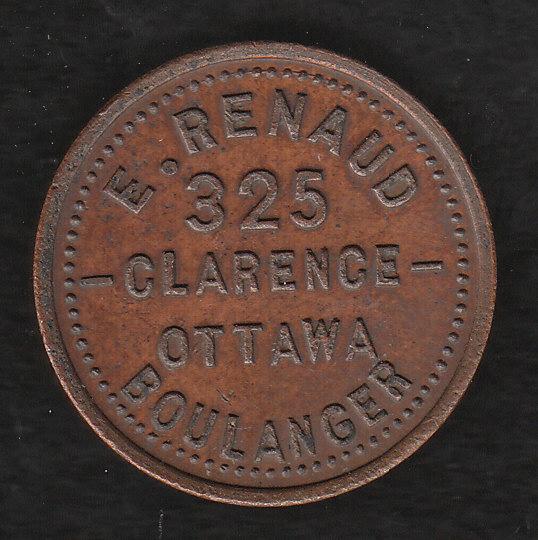 E. RENAUD
325
- CLARENCE -
OTTAWA
BOULANGER